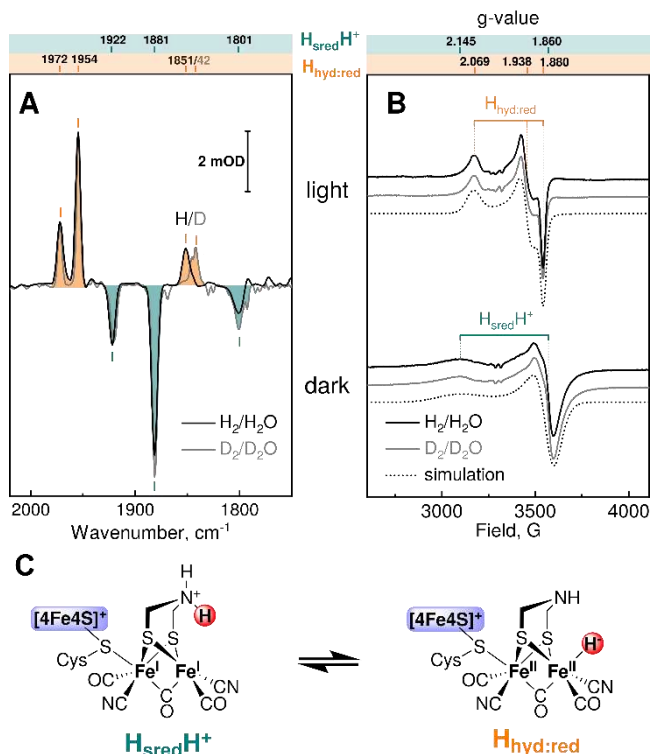 g-value
1922 1881 1801 HsredH⁺ 2.145 1.860
1972 1954 1851/42 Hhyd:red 2.069 1.938 1.880
A
2 mOD
H/D
H2/H2O
D2/D2O
2000 1900 1800
Wavenumber, cm⁻¹
light
dark
B
Hhyd:red
HsredH⁺
H2/H2O
D2/D2O
simulation
3000 3500 4000
Field, G
C
[4Fe4S]⁺
Cys
S
S
S
H
N⁺
H
FeI
FeI
OC
NC
C
O
CN
CO
HsredH⁺
[4Fe4S]⁺
Cys
S
S
S
NH
H⁻
FeII
FeII
OC
NC
C
O
CN
CO
Hhyd:red